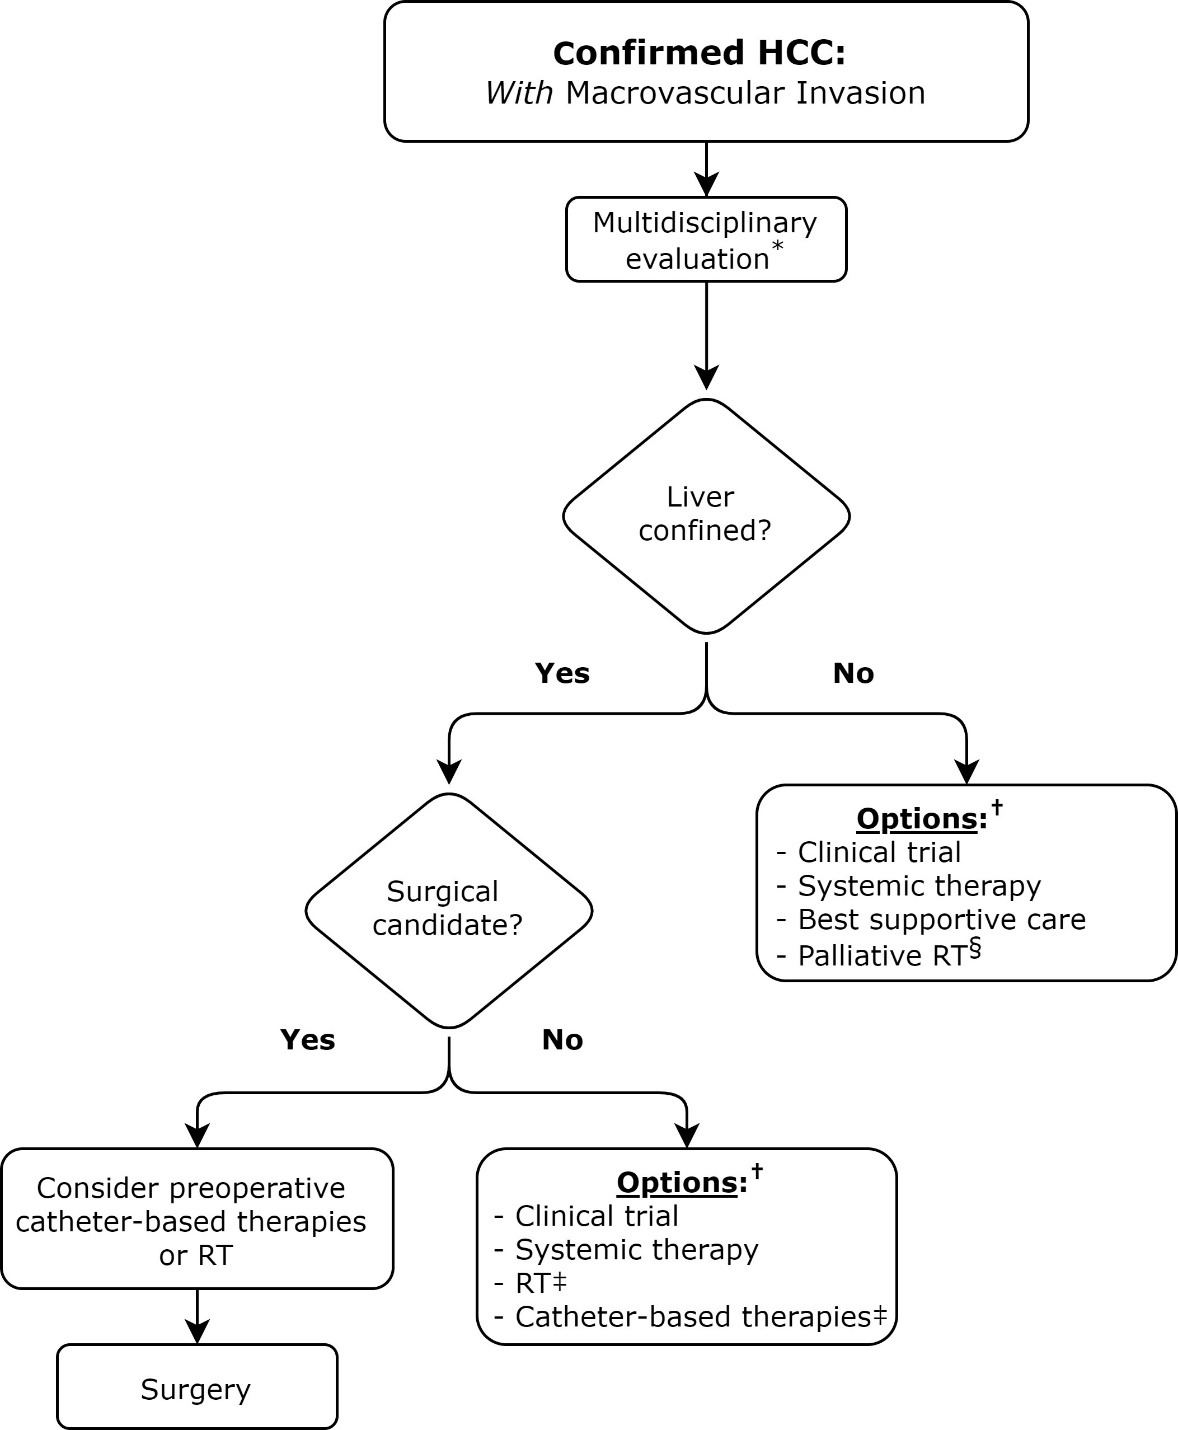 Confirmed HCC:
With Macrovascular Invasion
Multidisciplinary
evaluation*
Liver
confined?
Yes
No
Options:†
- Clinical trial
- Systemic therapy
- Best supportive care
- Palliative RT§
Surgical
candidate?
Yes
No
Consider preoperative
catheter-based therapies
or RT
Options:†
- Clinical trial
- Systemic therapy
- RT‡
- Catheter-based therapies‡
Surgery